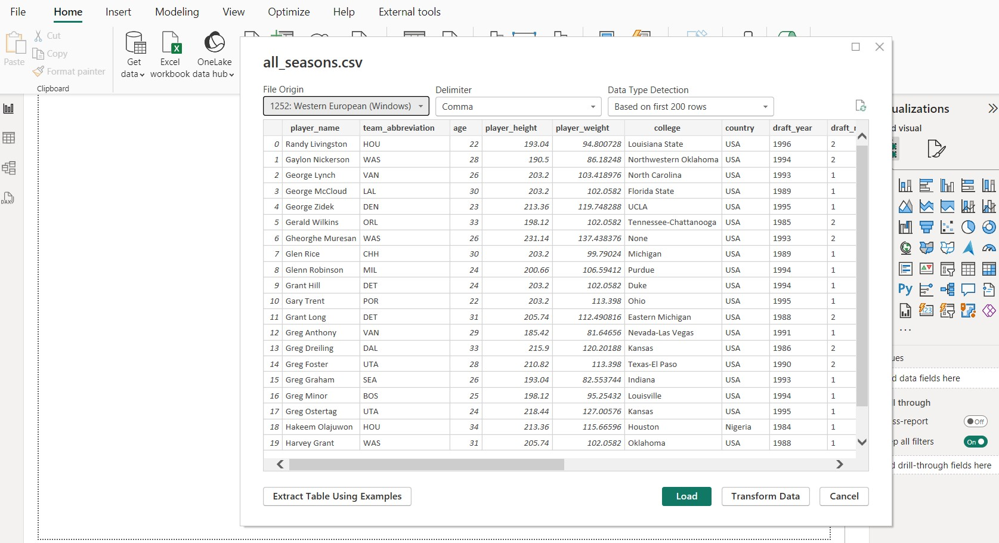 File Home Insert Modeling View Optimize Help External tools
Paste
Cut
Copy
Format painter
Clipboard
Get data
Excel workbook
OneLake data hub
all_seasons.csv
File Origin
1252: Western European (Windows)
Delimiter
Comma
Data Type Detection
Based on first 200 rows
player_name team_abbreviation age player_height player_weight college country draft_year
0 Randy Livingston HOU 22 193.04 94.800728 Louisiana State USA 1996 2
1 Gaylon Nickerson WAS 28 190.5 86.18248 Northwestern Oklahoma USA 1994 2
2 George Lynch VAN 26 203.2 103.418976 North Carolina USA 1993 1
3 George McCloud LAL 30 203.2 102.0582 Florida State USA 1989 1
4 George Zidek DEN 23 213.36 119.748288 UCLA USA 1995 1
5 Gerald Wilkins ORL 33 198.12 102.0582 Tennessee-Chattanooga USA 1985 2
6 Gheorghe Muresan WAS 26 231.14 137.438376 None USA 1993 2
7 Glen Rice CHH 30 203.2 99.79024 Michigan USA 1989 1
8 Glenn Robinson MIL 24 200.66 106.59412 Purdue USA 1994 1
9 Grant Hill DET 24 203.2 102.0582 Duke USA 1994 1
10 Gary Trent POR 22 203.2 113.398 Ohio USA 1995 1
11 Grant Long DET 31 205.74 112.490816 Eastern Michigan USA 1988 2
12 Greg Anthony VAN 29 185.42 81.64656 Nevada-Las Vegas USA 1991 1
13 Greg Dreiling DAL 33 215.9 120.20188 Kansas USA 1986 2
14 Greg Foster UTA 28 210.82 113.398 Texas-El Paso USA 1990 2
15 Greg Graham SEA 26 193.04 82.553744 Indiana USA 1993 1
16 Greg Minor BOS 25 198.12 95.25432 Louisville USA 1994 1
17 Greg Ostertag UTA 24 218.44 127.00576 Kansas USA 1995 1
18 Hakeem Olajuwon HOU 34 213.36 115.66596 Houston Nigeria 1984 1
19 Harvey Grant WAS 31 205.74 102.0582 Oklahoma USA 1988 1
Extract Table Using Examples
Load
Transform Data
Cancel
DAX
ualizations
d visual
Py
123
...
ues
d data fields here
ll through
ss-report
Off
p all filters
On
d drill-through fields here